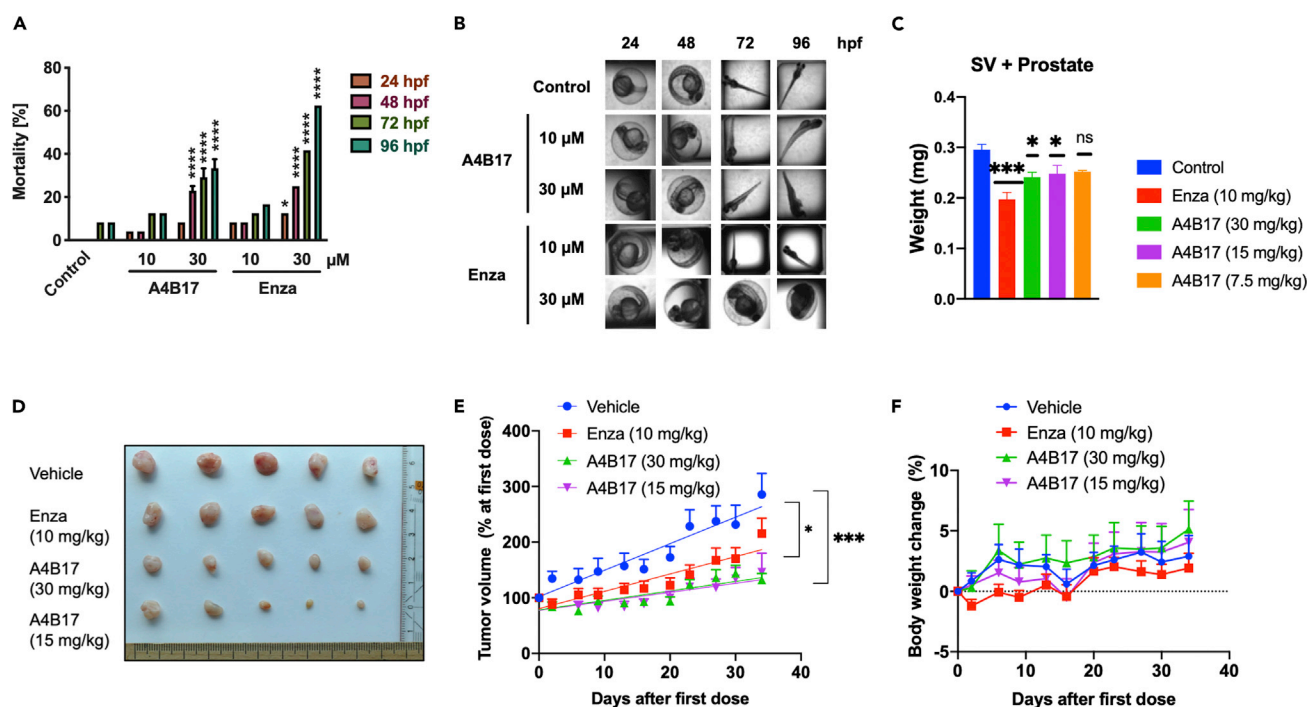 A
Mortality [%]
80
60
40
20
0
****
****
****
*
****
****
****
24 hpf
48 hpf
72 hpf
96 hpf
Control
10
30
10
30
µM
A4B17
Enza
B
24
48
72
96
hpf
Control
A4B17
10 µM
30 µM
Enza
10 µM
30 µM
C
SV + Prostate
Weight (mg)
0.4
0.3
0.2
0.1
0.0
***
*
*
ns
Control
Enza (10 mg/kg)
A4B17 (30 mg/kg)
A4B17 (15 mg/kg)
A4B17 (7.5 mg/kg)
D
Vehicle
Enza
(10 mg/kg)
A4B17
(30 mg/kg)
A4B17
(15 mg/kg)
E
Vehicle
Enza (10 mg/kg)
A4B17 (30 mg/kg)
A4B17 (15 mg/kg)
Tumor volume (% at first dose)
400
300
200
100
0
*
***
0
10
20
30
40
Days after first dose
F
Vehicle
Enza (10 mg/kg)
A4B17 (30 mg/kg)
A4B17 (15 mg/kg)
Body weight change (%)
10
5
0
-5
0
10
20
30
40
Days after first dose